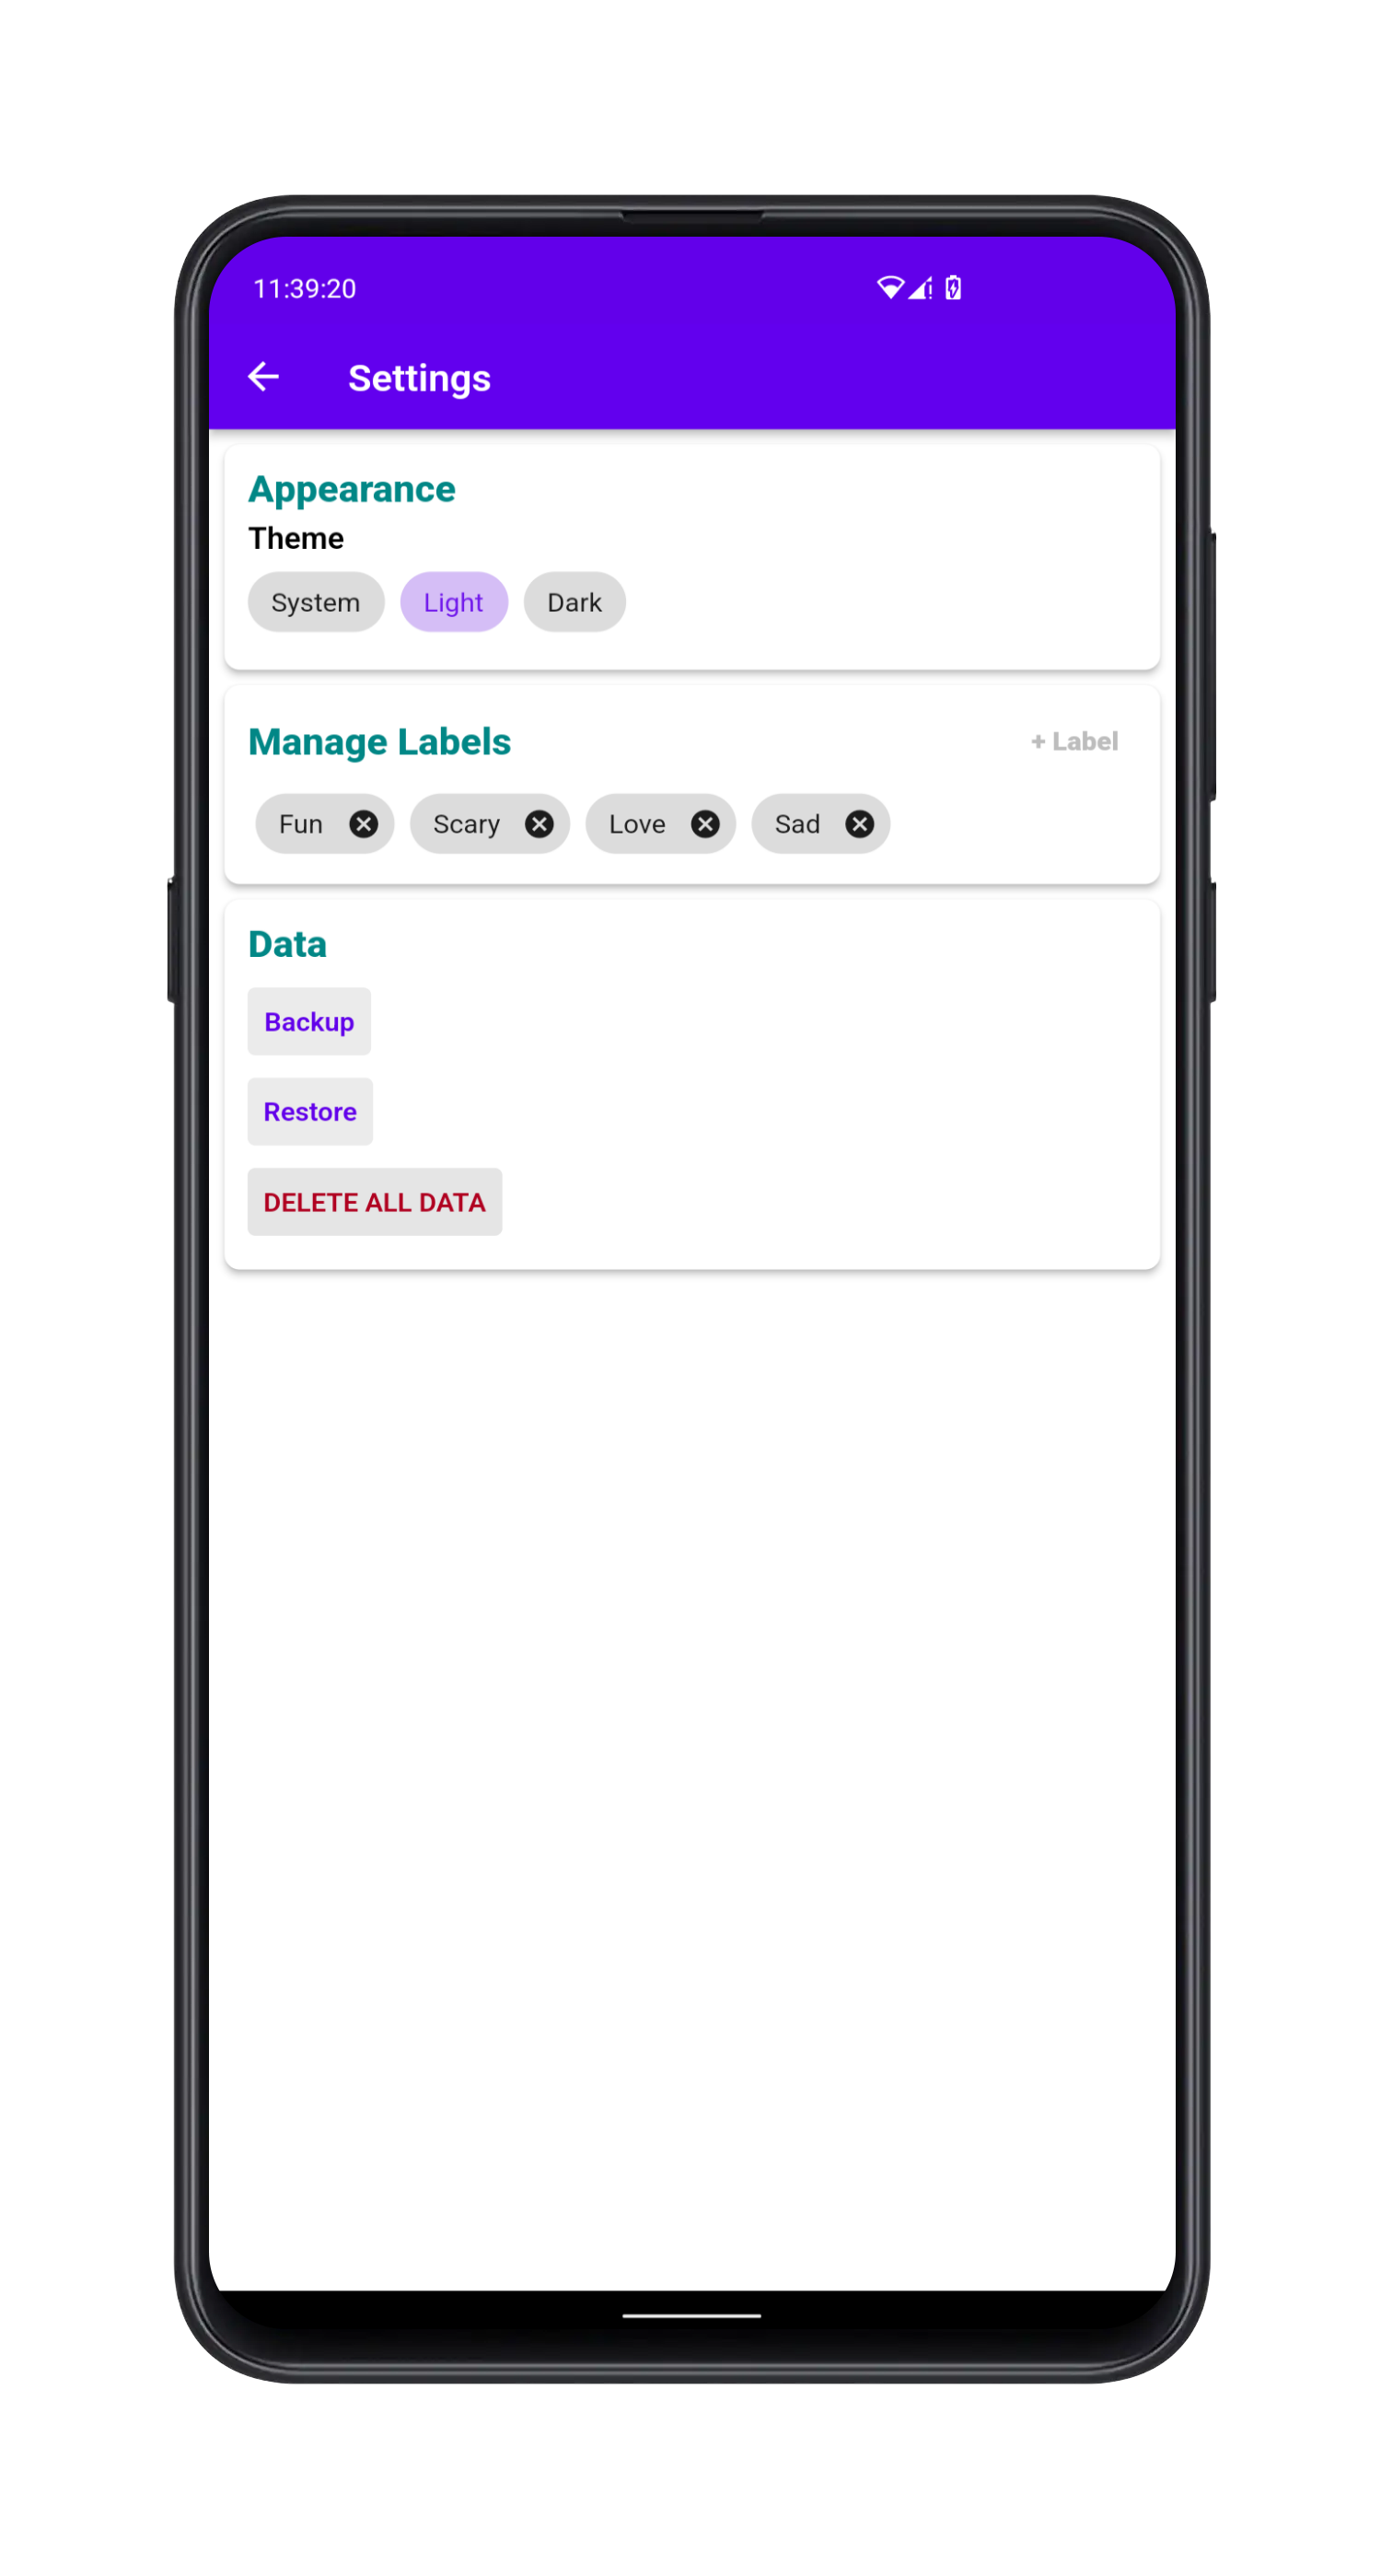 11:39:20
Settings
Appearance
Theme
System Light Dark
Manage Labels + Label
Fun Scary Love Sad
Data
Backup
Restore
DELETE ALL DATA